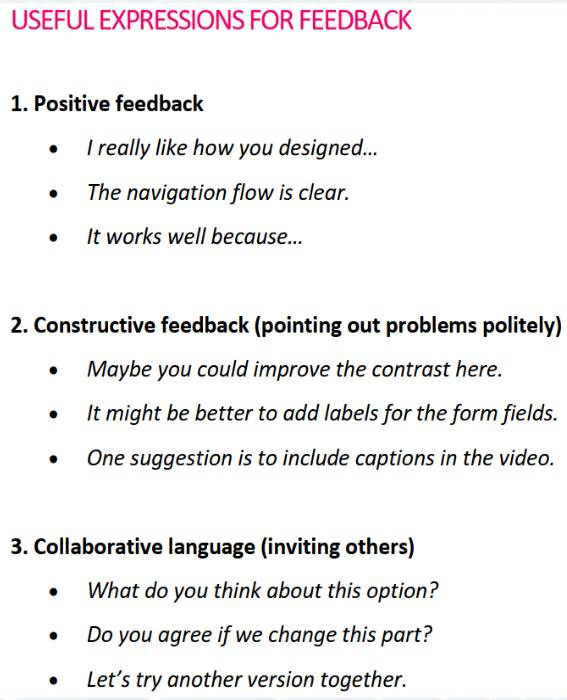 USEFUL EXPRESSIONS FOR FEEDBACK
1. Positive feedback
• I really like how you designed...
• The navigation flow is clear.
• It works well because...
2. Constructive feedback (pointing out problems politely)
• Maybe you could improve the contrast here.
• It might be better to add labels for the form fields.
• One suggestion is to include captions in the video.
3. Collaborative language (inviting others)
• What do you think about this option?
• Do you agree if we change this part?
• Let’s try another version together.